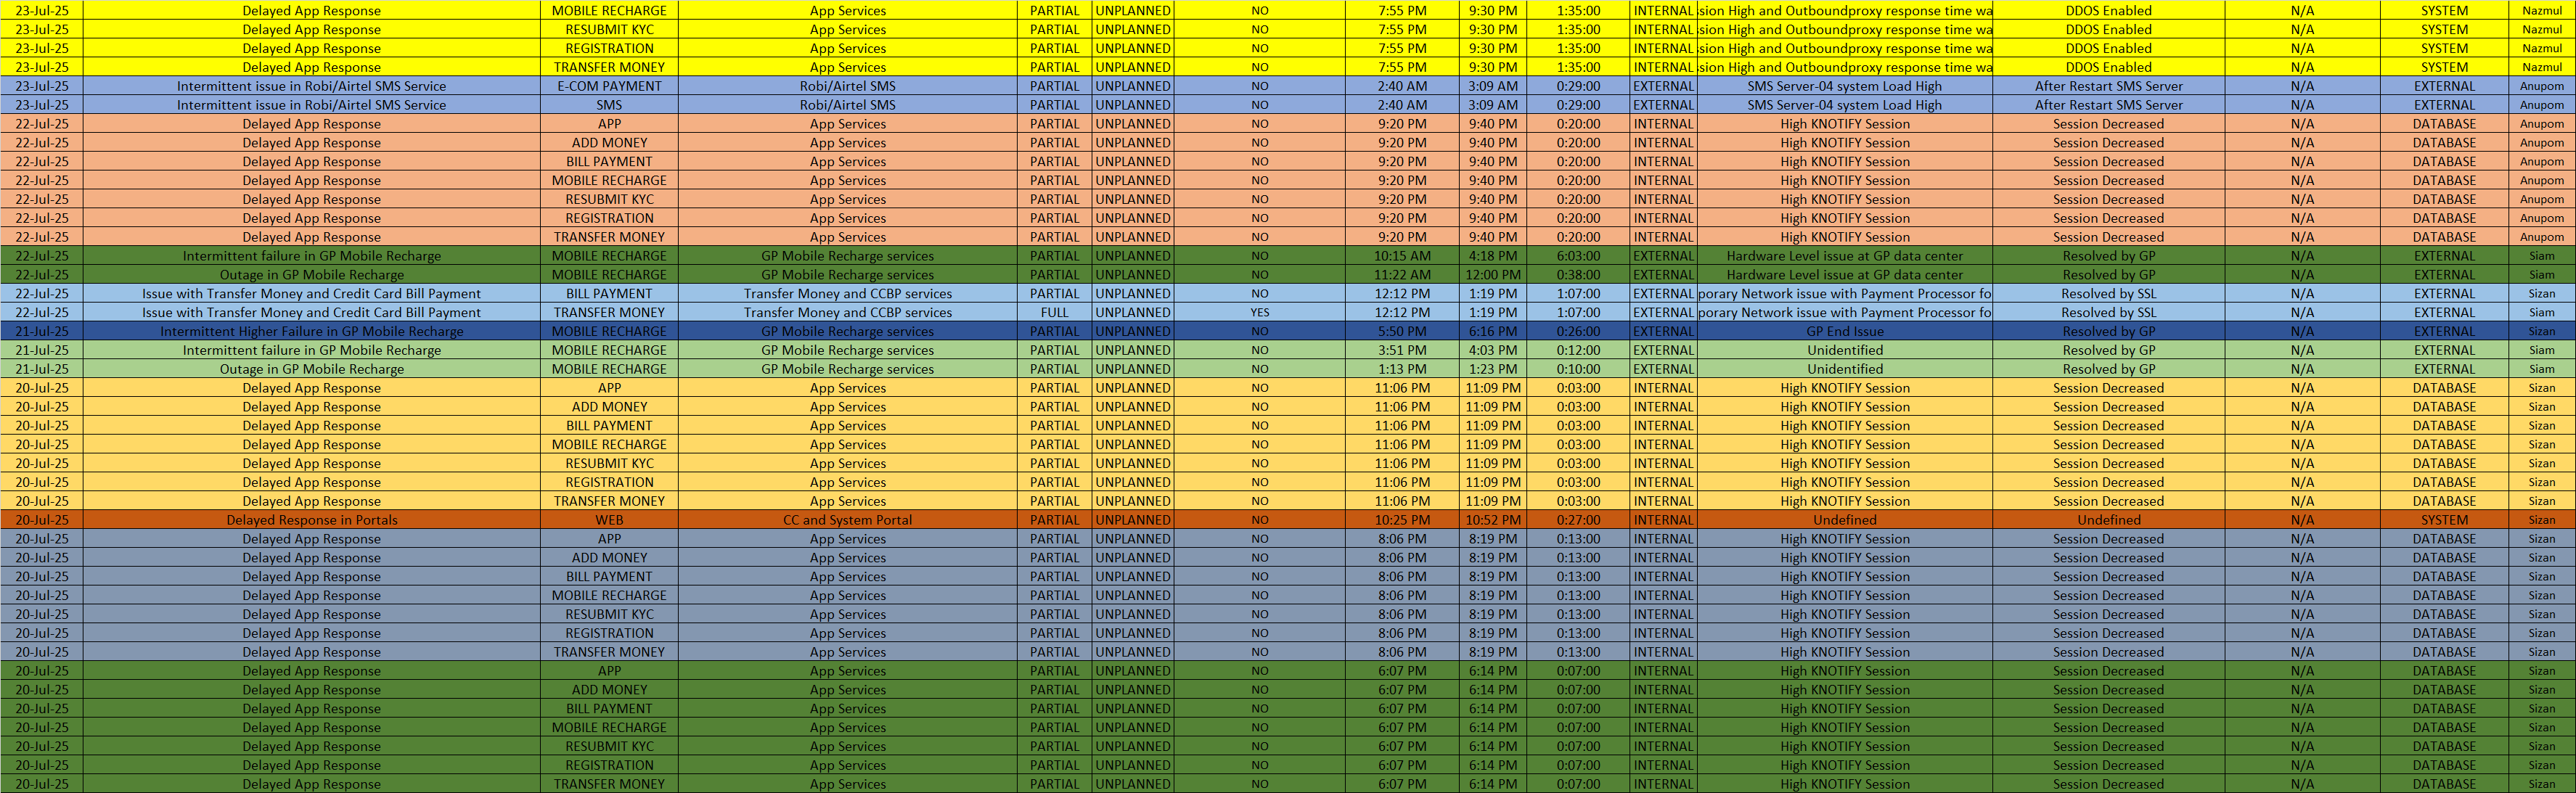 23-Jul-25 Delayed App Response MOBILE RECHARGE App Services PARTIAL UNPLANNED NO 7:55 PM 9:30 PM 1:35:00 INTERNAL sion High and Outboundproxy response time wa DDOS Enabled N/A SYSTEM Nazmul
23-Jul-25 Delayed App Response RESUBMIT KYC App Services PARTIAL UNPLANNED NO 7:55 PM 9:30 PM 1:35:00 INTERNAL sion High and Outboundproxy response time wa DDOS Enabled N/A SYSTEM Nazmul
23-Jul-25 Delayed App Response REGISTRATION App Services PARTIAL UNPLANNED NO 7:55 PM 9:30 PM 1:35:00 INTERNAL sion High and Outboundproxy response time wa DDOS Enabled N/A SYSTEM Nazmul
23-Jul-25 Delayed App Response TRANSFER MONEY App Services PARTIAL UNPLANNED NO 7:55 PM 9:30 PM 1:35:00 INTERNAL sion High and Outboundproxy response time wa DDOS Enabled N/A SYSTEM Nazmul
23-Jul-25 Intermittent issue in Robi/Airtel SMS Service E-COM PAYMENT Robi/Airtel SMS PARTIAL UNPLANNED NO 2:40 AM 3:09 AM 0:29:00 EXTERNAL SMS Server-04 system Load High After Restart SMS Server N/A EXTERNAL Anupom
23-Jul-25 Intermittent issue in Robi/Airtel SMS Service SMS Robi/Airtel SMS PARTIAL UNPLANNED NO 2:40 AM 3:09 AM 0:29:00 EXTERNAL SMS Server-04 system Load High After Restart SMS Server N/A EXTERNAL Anupom
22-Jul-25 Delayed App Response APP App Services PARTIAL UNPLANNED NO 9:20 PM 9:40 PM 0:20:00 INTERNAL High KNOTIFY Session Session Decreased N/A DATABASE Anupom
22-Jul-25 Delayed App Response ADD MONEY App Services PARTIAL UNPLANNED NO 9:20 PM 9:40 PM 0:20:00 INTERNAL High KNOTIFY Session Session Decreased N/A DATABASE Anupom
22-Jul-25 Delayed App Response BILL PAYMENT App Services PARTIAL UNPLANNED NO 9:20 PM 9:40 PM 0:20:00 INTERNAL High KNOTIFY Session Session Decreased N/A DATABASE Anupom
22-Jul-25 Delayed App Response MOBILE RECHARGE App Services PARTIAL UNPLANNED NO 9:20 PM 9:40 PM 0:20:00 INTERNAL High KNOTIFY Session Session Decreased N/A DATABASE Anupom
22-Jul-25 Delayed App Response RESUBMIT KYC App Services PARTIAL UNPLANNED NO 9:20 PM 9:40 PM 0:20:00 INTERNAL High KNOTIFY Session Session Decreased N/A DATABASE Anupom
22-Jul-25 Delayed App Response REGISTRATION App Services PARTIAL UNPLANNED NO 9:20 PM 9:40 PM 0:20:00 INTERNAL High KNOTIFY Session Session Decreased N/A DATABASE Anupom
22-Jul-25 Delayed App Response TRANSFER MONEY App Services PARTIAL UNPLANNED NO 9:20 PM 9:40 PM 0:20:00 INTERNAL High KNOTIFY Session Session Decreased N/A DATABASE Anupom
22-Jul-25 Intermittent failure in GP Mobile Recharge MOBILE RECHARGE GP Mobile Recharge services PARTIAL UNPLANNED NO 10:15 AM 4:18 PM 6:03:00 EXTERNAL Hardware Level issue at GP data center Resolved by GP N/A EXTERNAL Siam
22-Jul-25 Outage in GP Mobile Recharge MOBILE RECHARGE GP Mobile Recharge services PARTIAL UNPLANNED NO 11:22 AM 12:00 PM 0:38:00 EXTERNAL Hardware Level issue at GP data center Resolved by GP N/A EXTERNAL Siam
22-Jul-25 Issue with Transfer Money and Credit Card Bill Payment BILL PAYMENT Transfer Money and CCBP services PARTIAL UNPLANNED NO 12:12 PM 1:19 PM 1:07:00 EXTERNAL porary Network issue with Payment Processor fo Resolved by SSL N/A EXTERNAL Sizan
22-Jul-25 Issue with Transfer Money and Credit Card Bill Payment TRANSFER MONEY Transfer Money and CCBP services FULL UNPLANNED YES 12:12 PM 1:19 PM 1:07:00 EXTERNAL porary Network issue with Payment Processor fo Resolved by SSL N/A EXTERNAL Siam
21-Jul-25 Intermittent Higher Failure in GP Mobile Recharge MOBILE RECHARGE GP Mobile Recharge services PARTIAL UNPLANNED NO 5:50 PM 6:16 PM 0:26:00 EXTERNAL GP End Issue Resolved by GP N/A EXTERNAL Sizan
21-Jul-25 Intermittent failure in GP Mobile Recharge MOBILE RECHARGE GP Mobile Recharge services PARTIAL UNPLANNED NO 3:51 PM 4:03 PM 0:12:00 EXTERNAL Unidentified Resolved by GP N/A EXTERNAL Siam
21-Jul-25 Outage in GP Mobile Recharge MOBILE RECHARGE GP Mobile Recharge services PARTIAL UNPLANNED NO 1:13 PM 1:23 PM 0:10:00 EXTERNAL Unidentified Resolved by GP N/A EXTERNAL Siam
20-Jul-25 Delayed App Response APP App Services PARTIAL UNPLANNED NO 11:06 PM 11:09 PM 0:03:00 INTERNAL High KNOTIFY Session Session Decreased N/A DATABASE Sizan
20-Jul-25 Delayed App Response ADD MONEY App Services PARTIAL UNPLANNED NO 11:06 PM 11:09 PM 0:03:00 INTERNAL High KNOTIFY Session Session Decreased N/A DATABASE Sizan
20-Jul-25 Delayed App Response BILL PAYMENT App Services PARTIAL UNPLANNED NO 11:06 PM 11:09 PM 0:03:00 INTERNAL High KNOTIFY Session Session Decreased N/A DATABASE Sizan
20-Jul-25 Delayed App Response MOBILE RECHARGE App Services PARTIAL UNPLANNED NO 11:06 PM 11:09 PM 0:03:00 INTERNAL High KNOTIFY Session Session Decreased N/A DATABASE Sizan
20-Jul-25 Delayed App Response RESUBMIT KYC App Services PARTIAL UNPLANNED NO 11:06 PM 11:09 PM 0:03:00 INTERNAL High KNOTIFY Session Session Decreased N/A DATABASE Sizan
20-Jul-25 Delayed App Response REGISTRATION App Services PARTIAL UNPLANNED NO 11:06 PM 11:09 PM 0:03:00 INTERNAL High KNOTIFY Session Session Decreased N/A DATABASE Sizan
20-Jul-25 Delayed App Response TRANSFER MONEY App Services PARTIAL UNPLANNED NO 11:06 PM 11:09 PM 0:03:00 INTERNAL High KNOTIFY Session Session Decreased N/A DATABASE Sizan
20-Jul-25 Delayed Response in Portals WEB CC and System Portal PARTIAL UNPLANNED NO 10:25 PM 10:52 PM 0:27:00 INTERNAL Undefined Undefined N/A SYSTEM Sizan
20-Jul-25 Delayed App Response APP App Services PARTIAL UNPLANNED NO 8:06 PM 8:19 PM 0:13:00 INTERNAL High KNOTIFY Session Session Decreased N/A DATABASE Sizan
20-Jul-25 Delayed App Response ADD MONEY App Services PARTIAL UNPLANNED NO 8:06 PM 8:19 PM 0:13:00 INTERNAL High KNOTIFY Session Session Decreased N/A DATABASE Sizan
20-Jul-25 Delayed App Response BILL PAYMENT App Services PARTIAL UNPLANNED NO 8:06 PM 8:19 PM 0:13:00 INTERNAL High KNOTIFY Session Session Decreased N/A DATABASE Sizan
20-Jul-25 Delayed App Response MOBILE RECHARGE App Services PARTIAL UNPLANNED NO 8:06 PM 8:19 PM 0:13:00 INTERNAL High KNOTIFY Session Session Decreased N/A DATABASE Sizan
20-Jul-25 Delayed App Response RESUBMIT KYC App Services PARTIAL UNPLANNED NO 8:06 PM 8:19 PM 0:13:00 INTERNAL High KNOTIFY Session Session Decreased N/A DATABASE Sizan
20-Jul-25 Delayed App Response REGISTRATION App Services PARTIAL UNPLANNED NO 8:06 PM 8:19 PM 0:13:00 INTERNAL High KNOTIFY Session Session Decreased N/A DATABASE Sizan
20-Jul-25 Delayed App Response TRANSFER MONEY App Services PARTIAL UNPLANNED NO 8:06 PM 8:19 PM 0:13:00 INTERNAL High KNOTIFY Session Session Decreased N/A DATABASE Sizan
20-Jul-25 Delayed App Response APP App Services PARTIAL UNPLANNED NO 6:07 PM 6:14 PM 0:07:00 INTERNAL High KNOTIFY Session Session Decreased N/A DATABASE Sizan
20-Jul-25 Delayed App Response ADD MONEY App Services PARTIAL UNPLANNED NO 6:07 PM 6:14 PM 0:07:00 INTERNAL High KNOTIFY Session Session Decreased N/A DATABASE Sizan
20-Jul-25 Delayed App Response BILL PAYMENT App Services PARTIAL UNPLANNED NO 6:07 PM 6:14 PM 0:07:00 INTERNAL High KNOTIFY Session Session Decreased N/A DATABASE Sizan
20-Jul-25 Delayed App Response MOBILE RECHARGE App Services PARTIAL UNPLANNED NO 6:07 PM 6:14 PM 0:07:00 INTERNAL High KNOTIFY Session Session Decreased N/A DATABASE Sizan
20-Jul-25 Delayed App Response RESUBMIT KYC App Services PARTIAL UNPLANNED NO 6:07 PM 6:14 PM 0:07:00 INTERNAL High KNOTIFY Session Session Decreased N/A DATABASE Sizan
20-Jul-25 Delayed App Response REGISTRATION App Services PARTIAL UNPLANNED NO 6:07 PM 6:14 PM 0:07:00 INTERNAL High KNOTIFY Session Session Decreased N/A DATABASE Sizan
20-Jul-25 Delayed App Response TRANSFER MONEY App Services PARTIAL UNPLANNED NO 6:07 PM 6:14 PM 0:07:00 INTERNAL High KNOTIFY Session Session Decreased N/A DATABASE Sizan